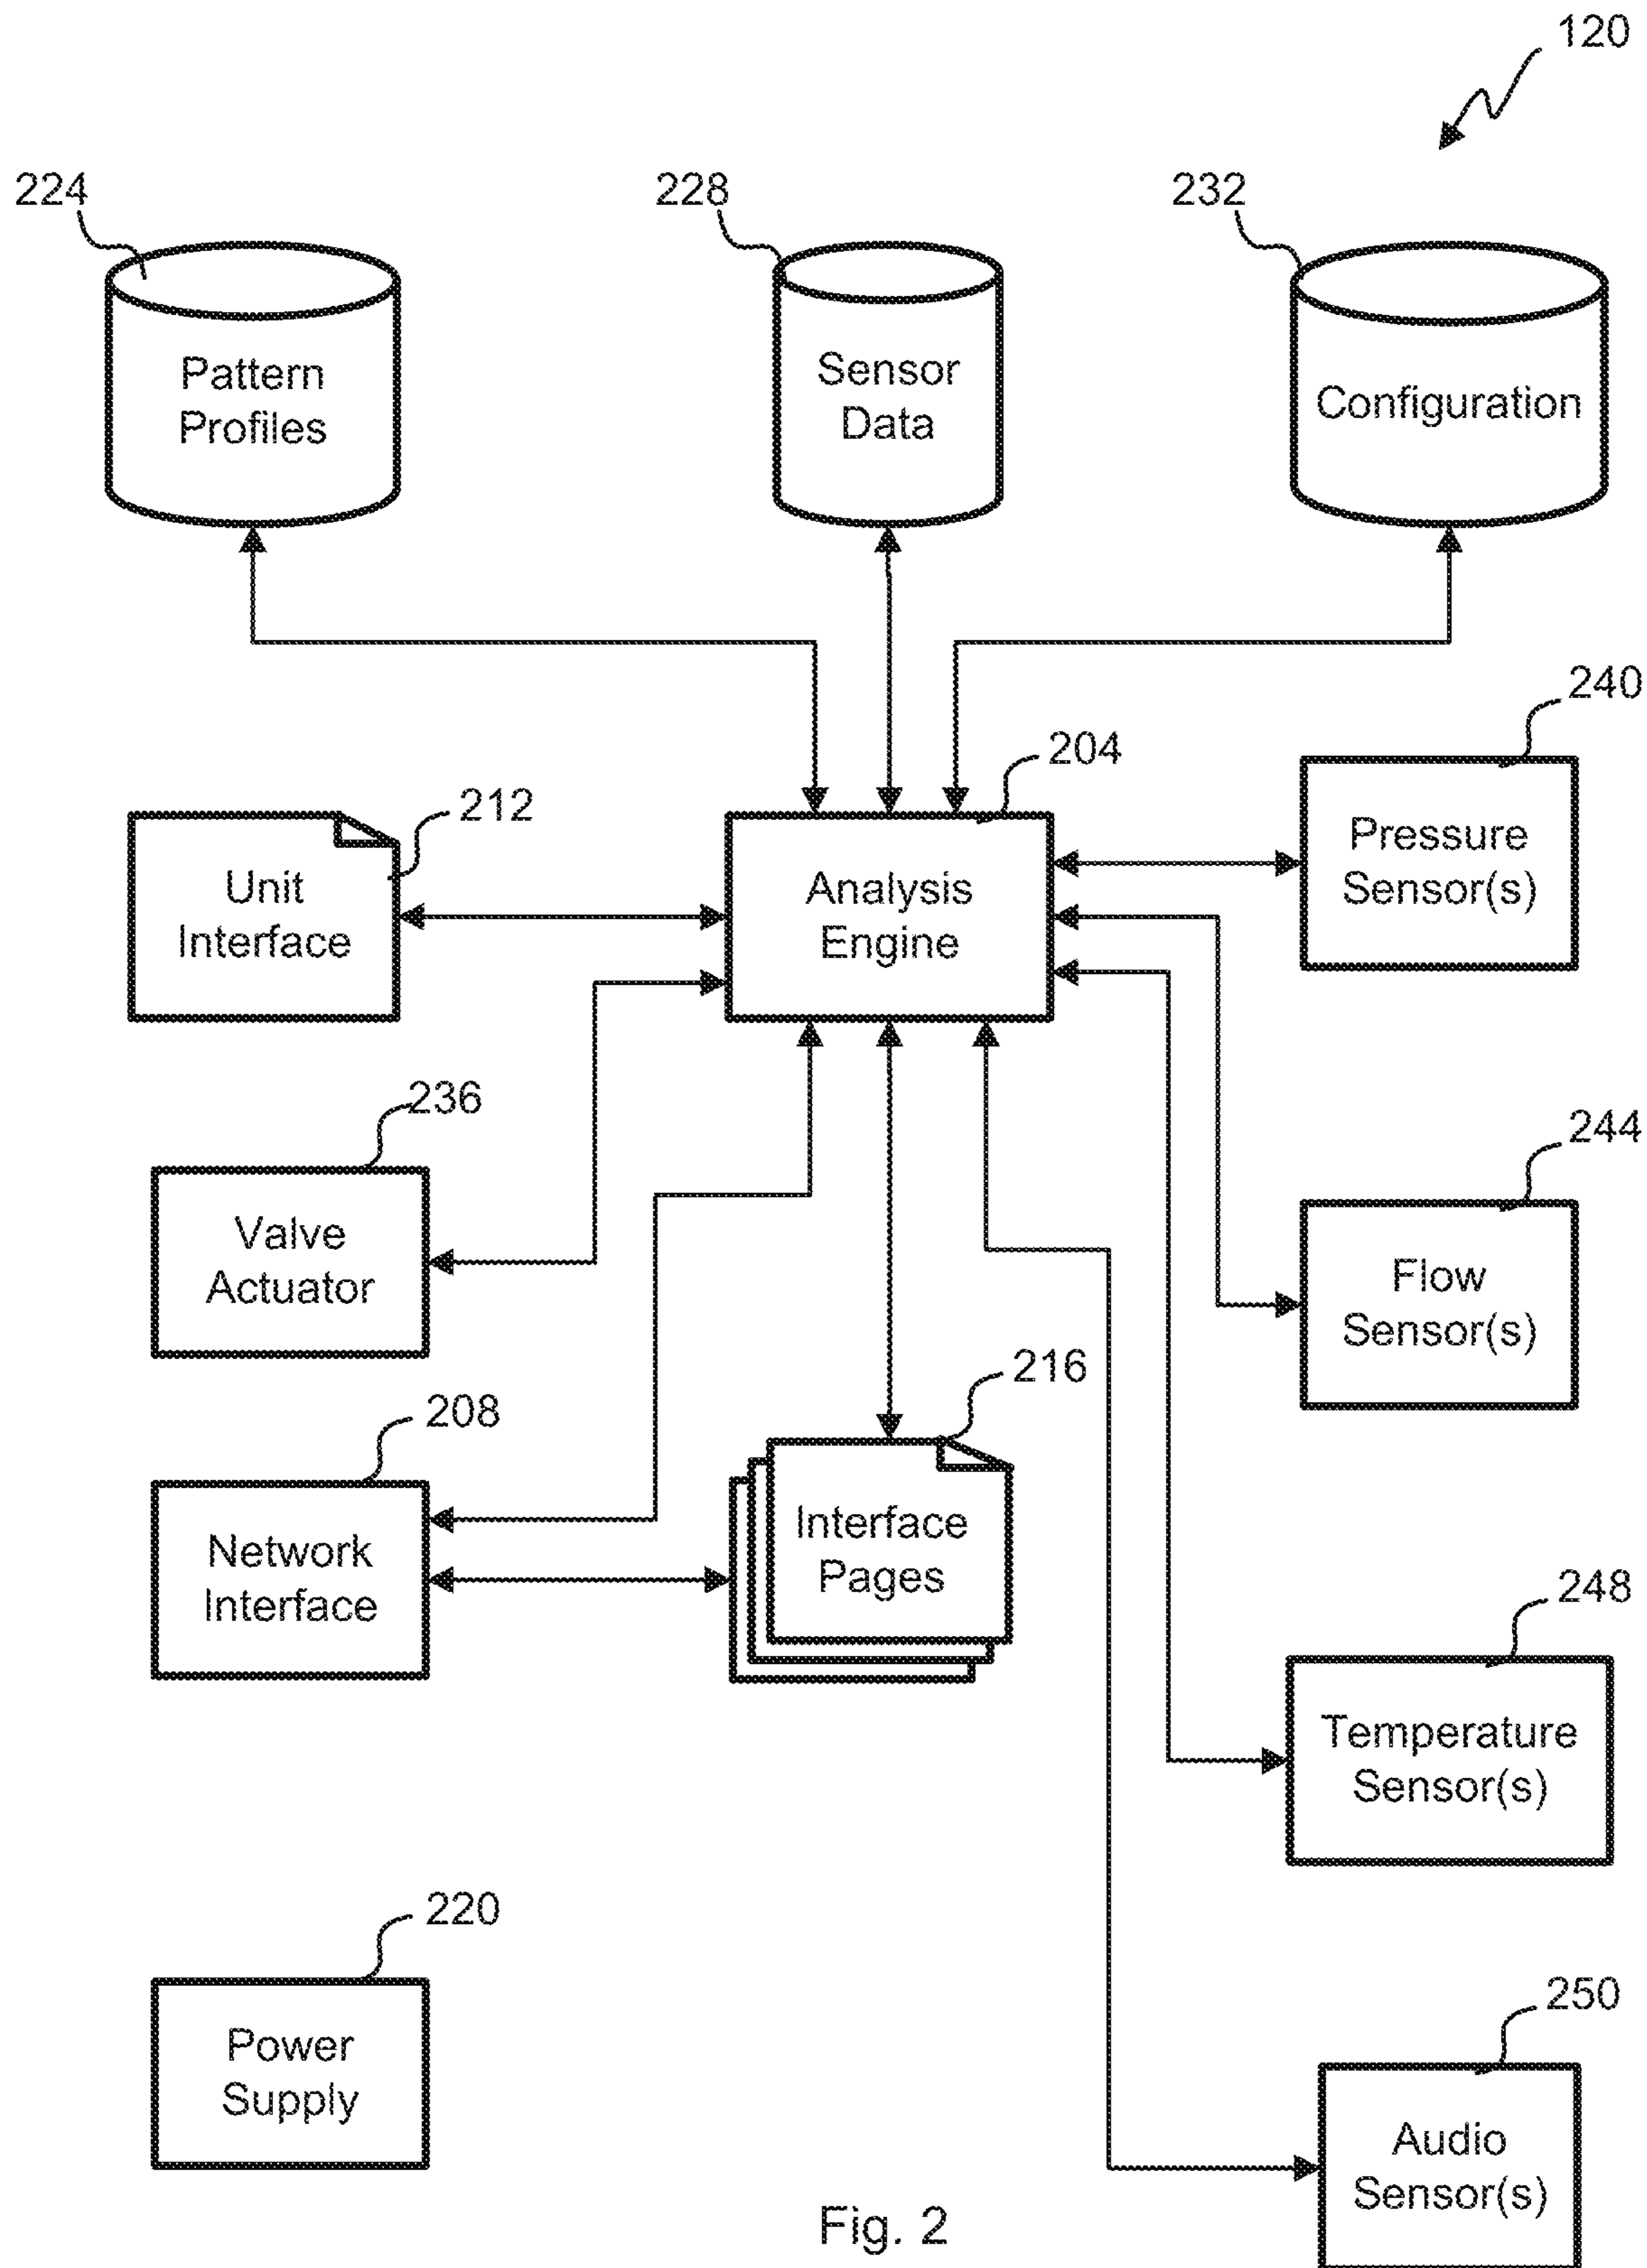 120
224
228
232
Pattern
Profiles
Sensor
Data
Configuration
240
204
212
Pressure
Sensor(s)
Unit
Interface
Analysis
Engine
236
244
Valve
Actuator
Flow
Sensor(s)
216
208
Interface
Pages
Network
Interface
248
Temperature
Sensor(s)
220
250
Power
Supply
Audio
Sensor(s)
Fig. 2